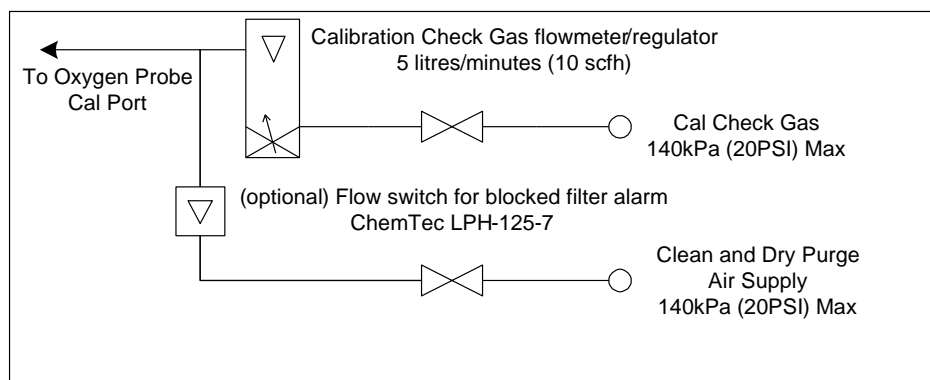 Calibration Check Gas flowmeter/regulator
5 litres/minutes (10 scfh)
To Oxygen Probe
Cal Port
Cal Check Gas
140kPa (20PSI) Max
(optional) Flow switch for blocked filter alarm
ChemTec LPH-125-7
Clean and Dry Purge
Air Supply
140kPa (20PSI) Max